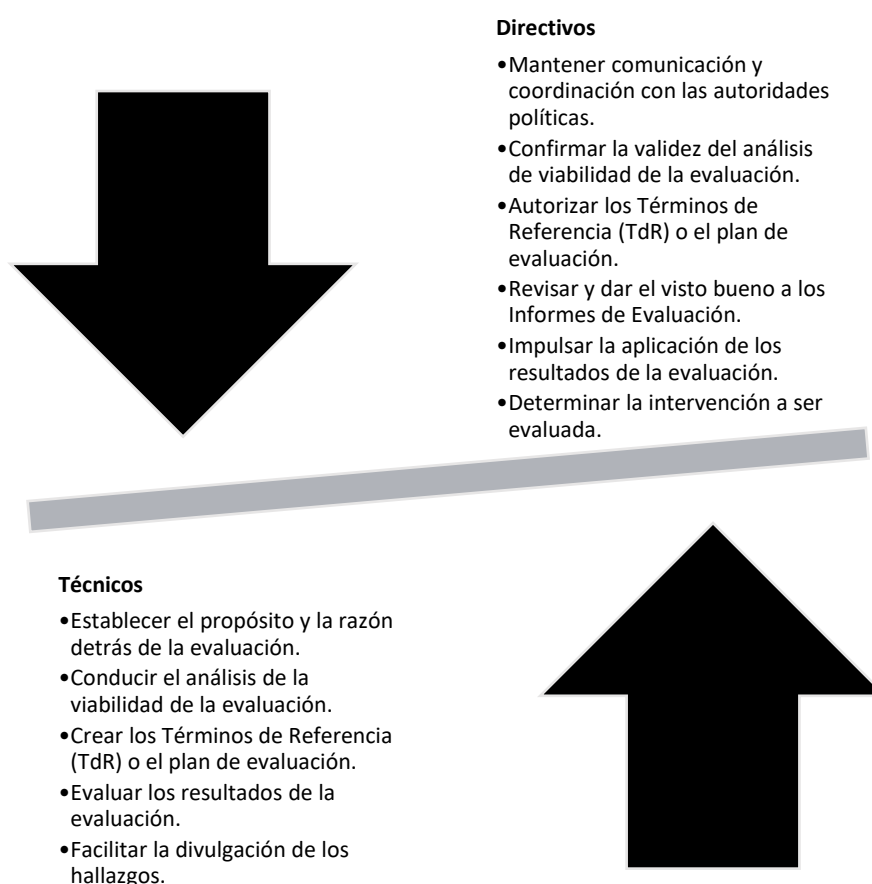 Directivos
•Mantener comunicación y
coordinación con las autoridades
políticas.
•Confirmar la validez del análisis
de viabilidad de la evaluación.
•Autorizar los Términos de
Referencia (TdR) o el plan de
evaluación.
•Revisar y dar el visto bueno a los
Informes de Evaluación.
•Impulsar la aplicación de los
resultados de la evaluación.
•Determinar la intervención a ser
evaluada.
Técnicos
•Establecer el propósito y la razón
detrás de la evaluación.
•Conducir el análisis de la
viabilidad de la evaluación.
•Crear los Términos de Referencia
(TdR) o el plan de evaluación.
•Evaluar los resultados de la
evaluación.
•Facilitar la divulgación de los
hallazgos.